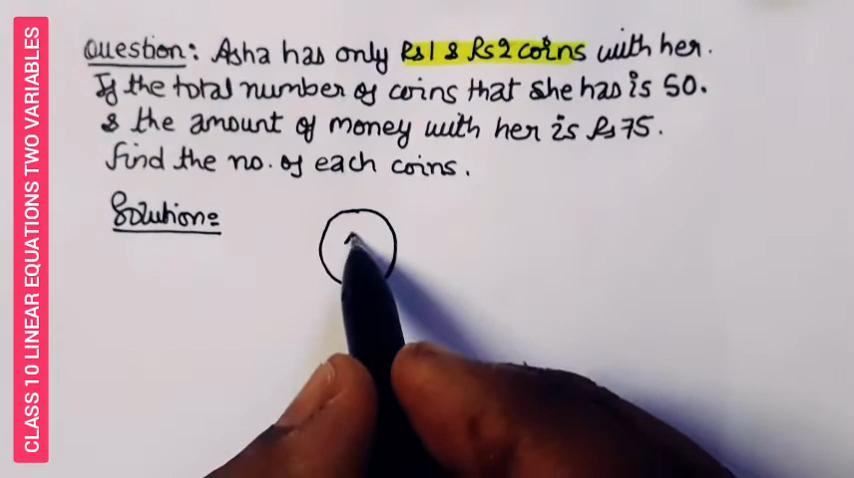 CLASS 10 LINEAR EQUATIONS TWO VARIABLES
Question: Asha has only Rs1 & Rs2 coins with her.
If the total number of coins that she has is 50.
& the amount of money with her is Rs75.
find the no. of each coins.
Solution: